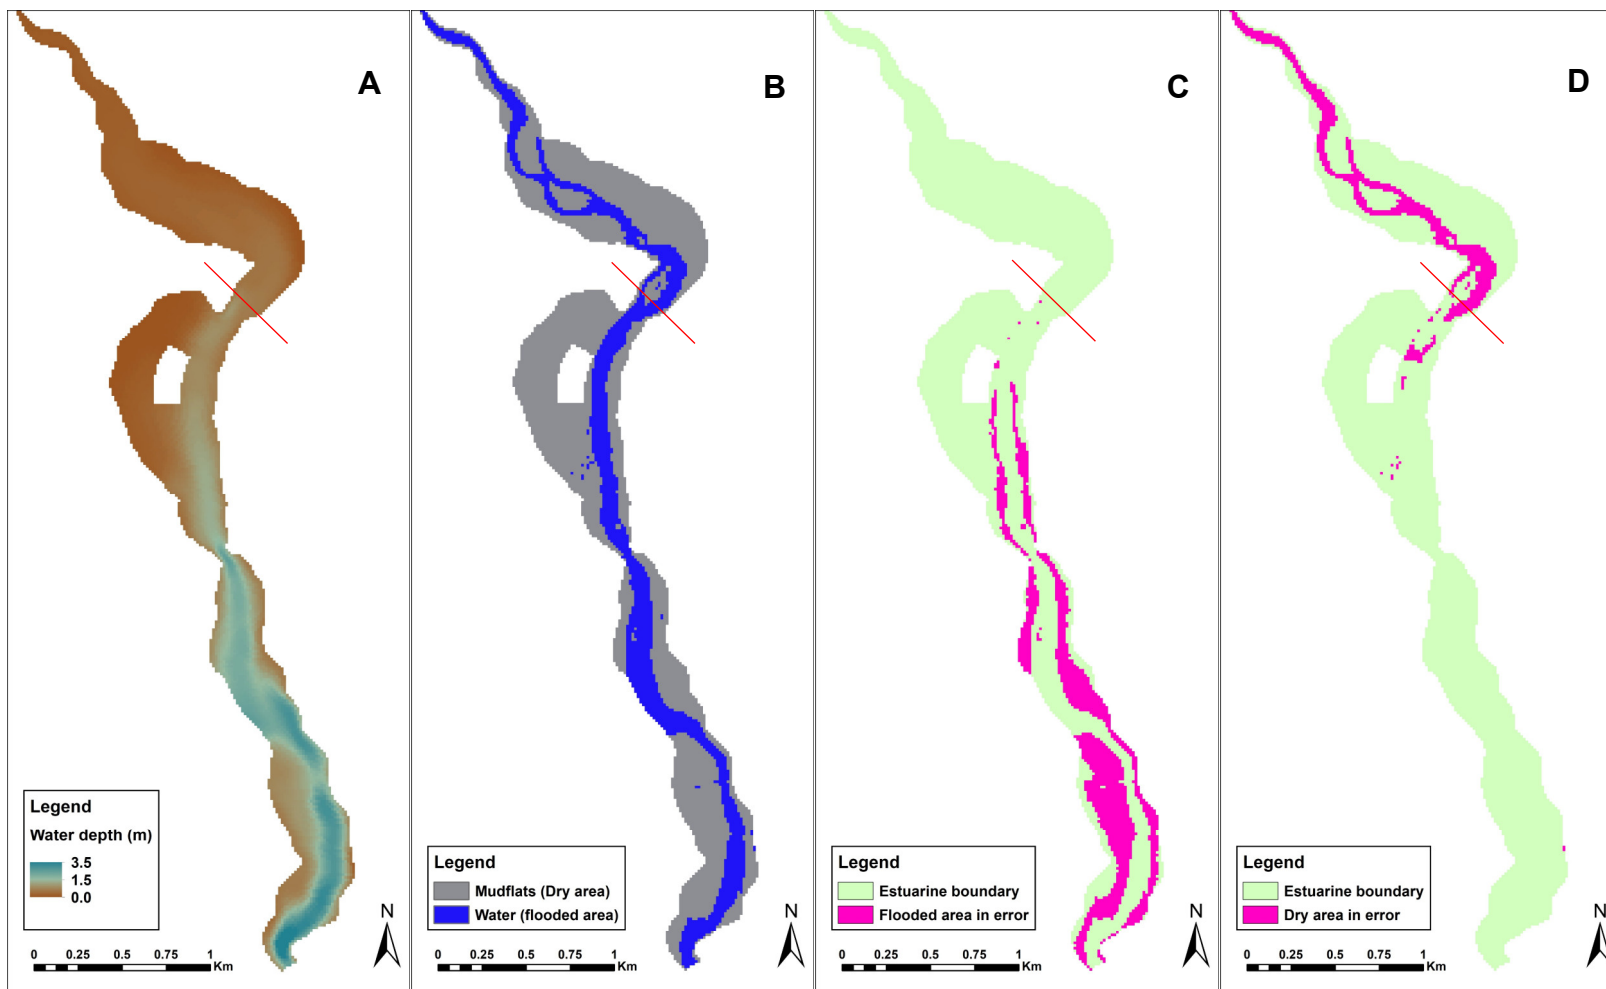 A
Legend
Water depth (m)
3.5
1.5
0.0
N
0 0.25 0.5 0.75 1
Km
B
Legend
Mudflats (Dry area)
Water (flooded area)
N
0 0.25 0.5 0.75 1
Km
C
Legend
Estuarine boundary
Flooded area in error
N
0 0.25 0.5 0.75 1
Km
D
Legend
Estuarine boundary
Dry area in error
N
0 0.25 0.5 0.75 1
Km